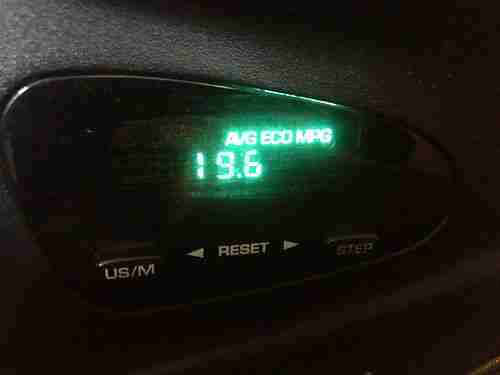 AVG ECO MPG
19.6
US/M
◄ RESET ►
STEP